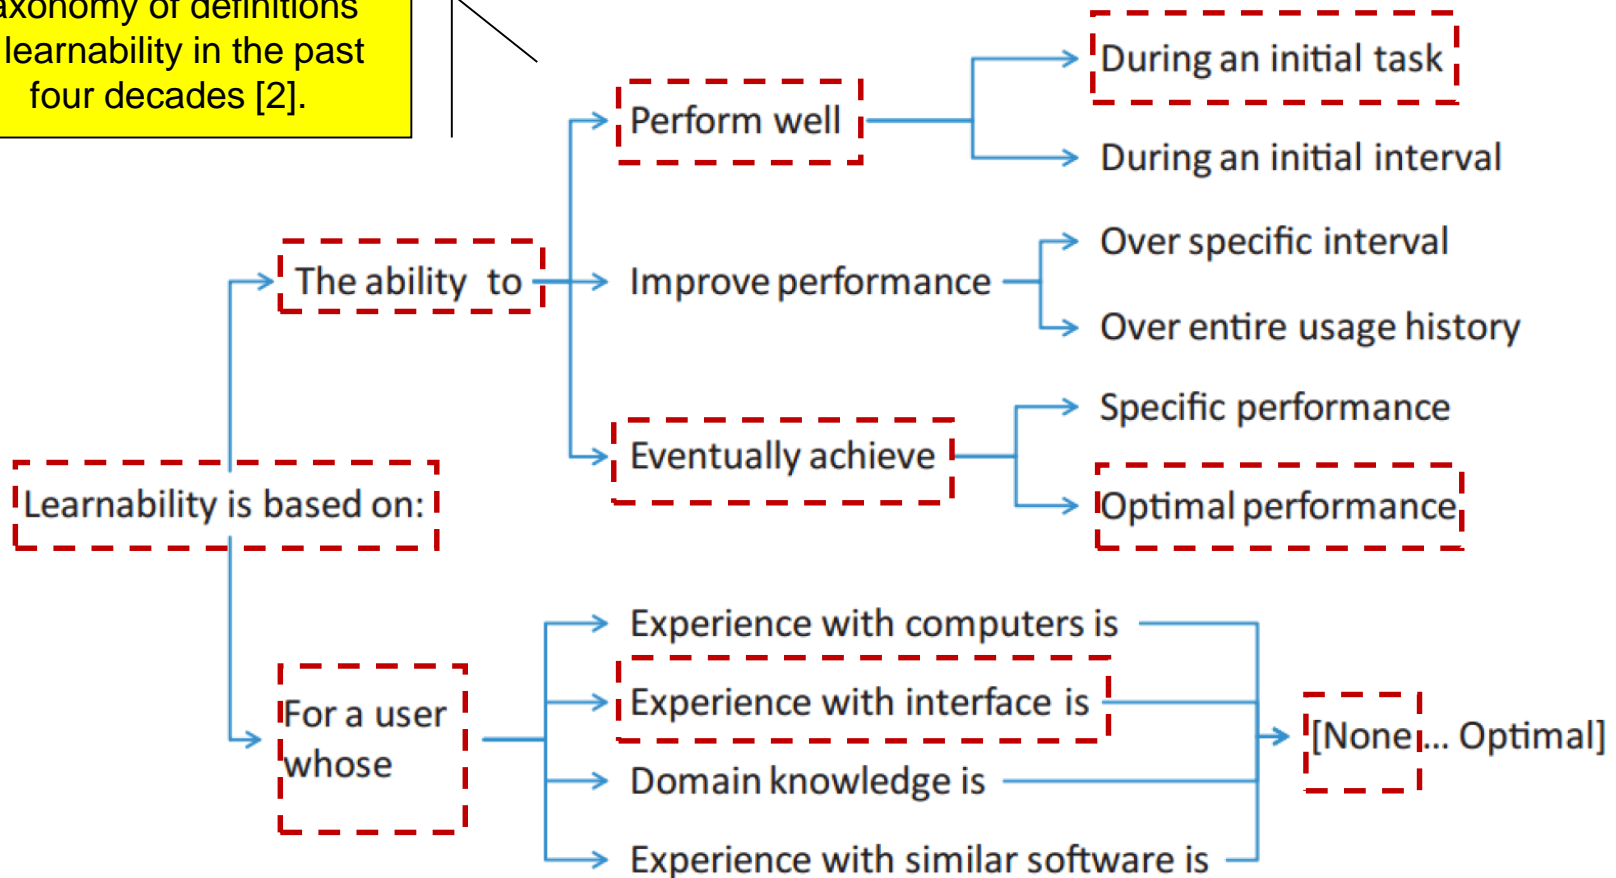 axonomy of definitions
learnability in the past
four decades [2].
During an initial task
Perform well
During an initial interval
Over specific interval
The ability to
Improve performance
Over entire usage history
Specific performance
Eventually achieve
Learnability is based on:
Optimal performance
Experience with computers is
Experience with interface is
For a user
whose
[None ... Optimal]
Domain knowledge is
Experience with similar software is